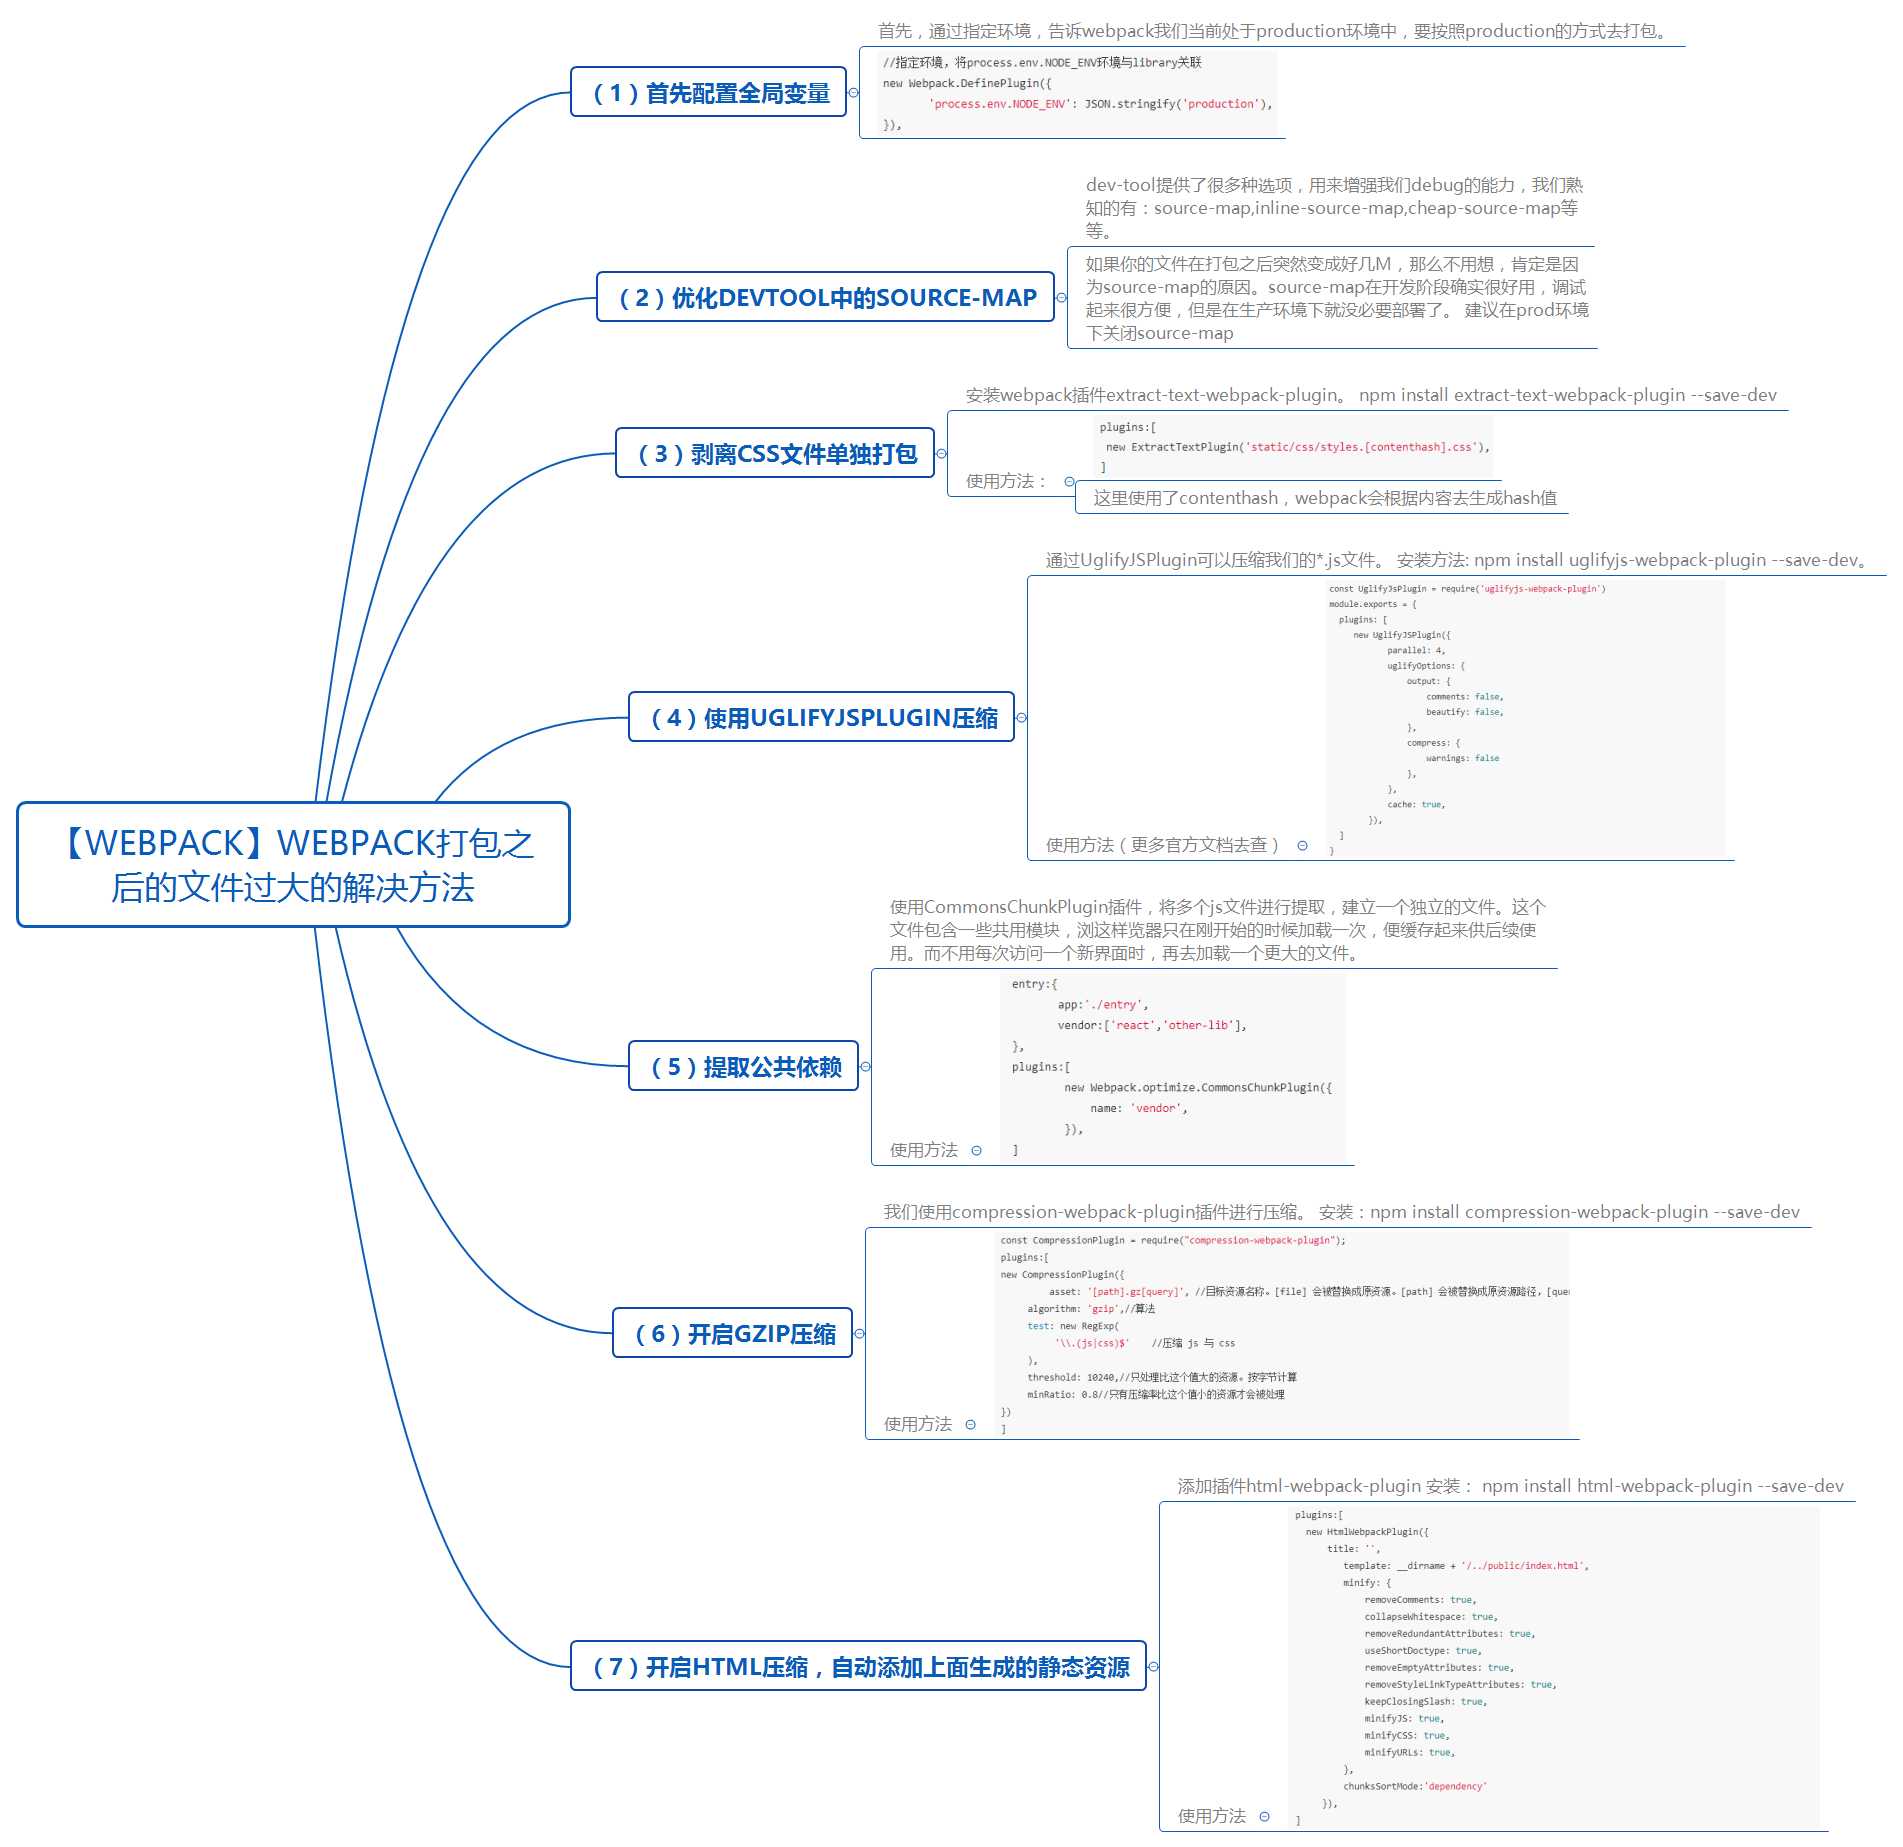 【WEBPACK】WEBPACK打包之
后的文件过大的解决方法
（1）首先配置全局变量
首先，通过指定环境，告诉webpack我们当前处于production环境中，要按照production的方式去打包。
//指定环境，将process.env.NODE_ENV环境与library关联
new Webpack.DefinePlugin({
'process.env.NODE_ENV': JSON.stringify('production'),
}),
（2）优化DEVTOOL中的SOURCE-MAP
dev-tool提供了很多种选项，用来增强我们debug的能力，我们熟
知的有：source-map,inline-source-map,cheap-source-map等
等。
如果你的文件在打包之后突然变成好几M，那么不用想，肯定是因
为source-map的原因。source-map在开发阶段确实很好用，调试
起来很方便，但是在生产环境下就没必要部署了。 建议在prod环境
下关闭source-map
（3）剥离CSS文件单独打包
安装webpack插件extract-text-webpack-plugin。 npm install extract-text-webpack-plugin --save-dev
使用方法：
plugins:[
new ExtractTextPlugin('static/css/styles.[contenthash].css'),
]
这里使用了contenthash，webpack会根据内容去生成hash值
（4）使用UGLIFYJSPLUGIN压缩
通过UglifyJSPlugin可以压缩我们的*.js文件。 安装方法: npm install uglifyjs-webpack-plugin --save-dev。
使用方法（更多官方文档去查）
const UglifyJsPlugin = require('uglifyjs-webpack-plugin')
module.exports = {
plugins: [
new UglifyJSPlugin({
parallel: 4,
uglifyOptions: {
output: {
comments: false,
beautify: false,
},
compress: {
warnings: false
},
},
cache: true,
}),
]
}
（5）提取公共依赖
使用CommonsChunkPlugin插件，将多个js文件进行提取，建立一个独立的文件。这个
文件包含一些共用模块，浏这样览器只在刚开始的时候加载一次，便缓存起来供后续使
用。而不用每次访问一个新界面时，再去加载一个更大的文件。
使用方法
entry:{
app:'./entry',
vendor:['react','other-lib'],
},
plugins:[
new Webpack.optimize.CommonsChunkPlugin({
name: 'vendor',
}),
]
（6）开启GZIP压缩
我们使用compression-webpack-plugin插件进行压缩。 安装：npm install compression-webpack-plugin --save-dev
使用方法
const CompressionPlugin = require("compression-webpack-plugin");
plugins:[
new CompressionPlugin({
asset: '[path].gz[query]', //目标资源名称。[file] 会被替换成原资源。[path] 会被替换成原资源路径，[quer
algorithm: 'gzip',//算法
test: new RegExp(
'\\.(js|css)$' //压缩 js 与 css
),
threshold: 10240,//只处理比这个值大的资源。按字节计算
minRatio: 0.8//只有压缩率比这个值小的资源才会被处理
})
]
（7）开启HTML压缩，自动添加上面生成的静态资源
添加插件html-webpack-plugin 安装： npm install html-webpack-plugin --save-dev
使用方法
plugins:[
new HtmlWebpackPlugin({
title: '',
template: __dirname + '/../public/index.html',
minify: {
removeComments: true,
collapseWhitespace: true,
removeRedundantAttributes: true,
useShortDoctype: true,
removeEmptyAttributes: true,
removeStyleLinkTypeAttributes: true,
keepClosingSlash: true,
minifyJS: true,
minifyCSS: true,
minifyURLs: true,
},
chunksSortMode:'dependency'
}),
]